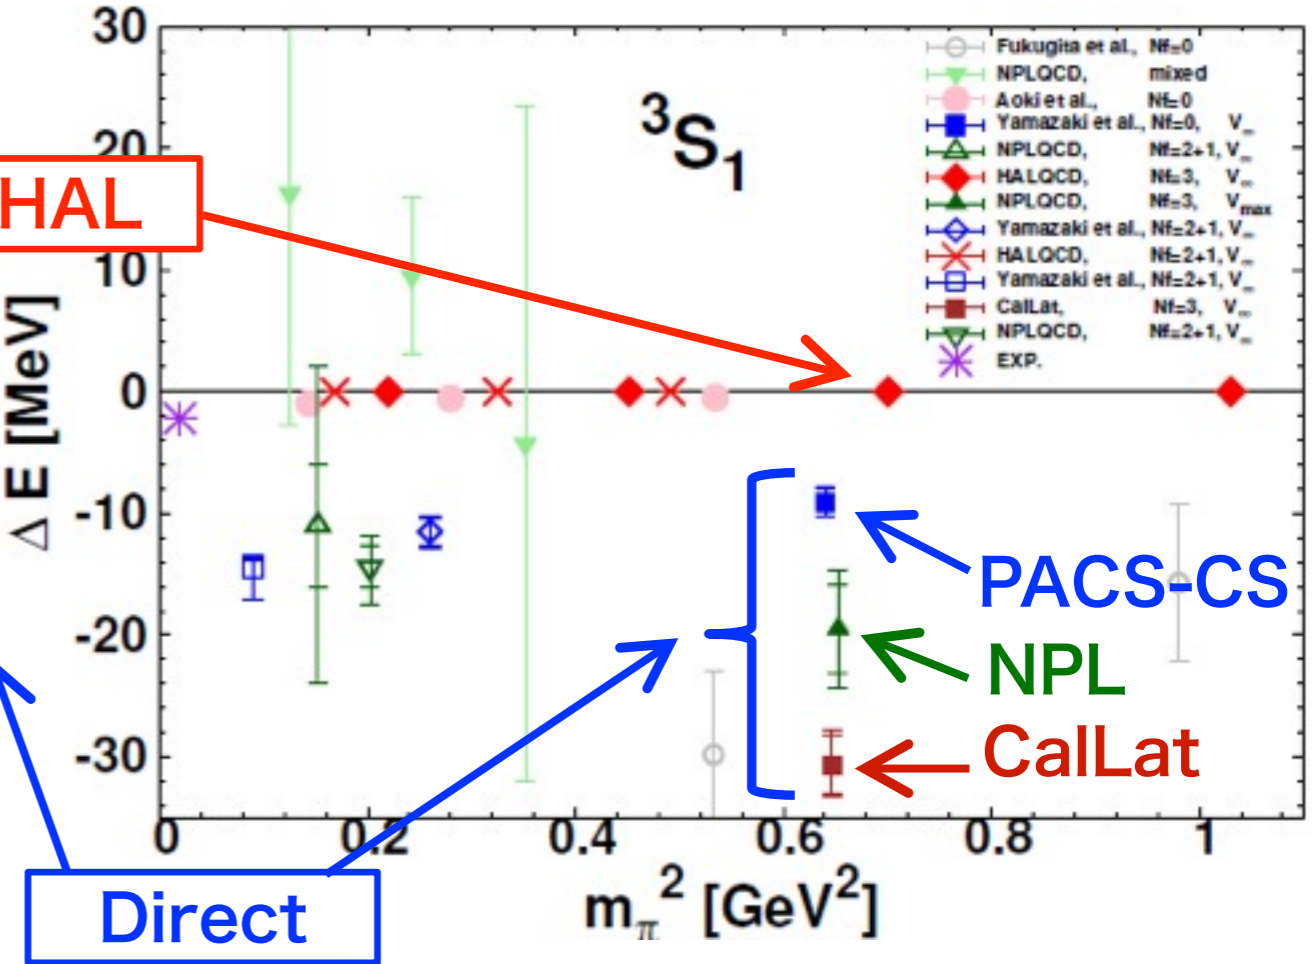 30
20
10
0
-10
-20
-30
Δ E [MeV]
³S₁
Fukugita et al., Nf=0
NPLQCD, mixed
Aoki et al., Nf=0
Yamazaki et al., Nf=0, V∞
NPLQCD, Nf=2+1, V∞
HALQCD, Nf=3, V∞
NPLQCD, Nf=3, Vmax
Yamazaki et al., Nf=2+1, V∞
HALQCD, Nf=2+1, V∞
Yamazaki et al., Nf=2+1, V∞
CalLat, Nf=3, V∞
NPLQCD, Nf=2+1, V∞
EXP.
HAL
PACS-CS
NPL
CalLat
0 0.2 0.4 0.6 0.8 1
mπ² [GeV²]
Direct